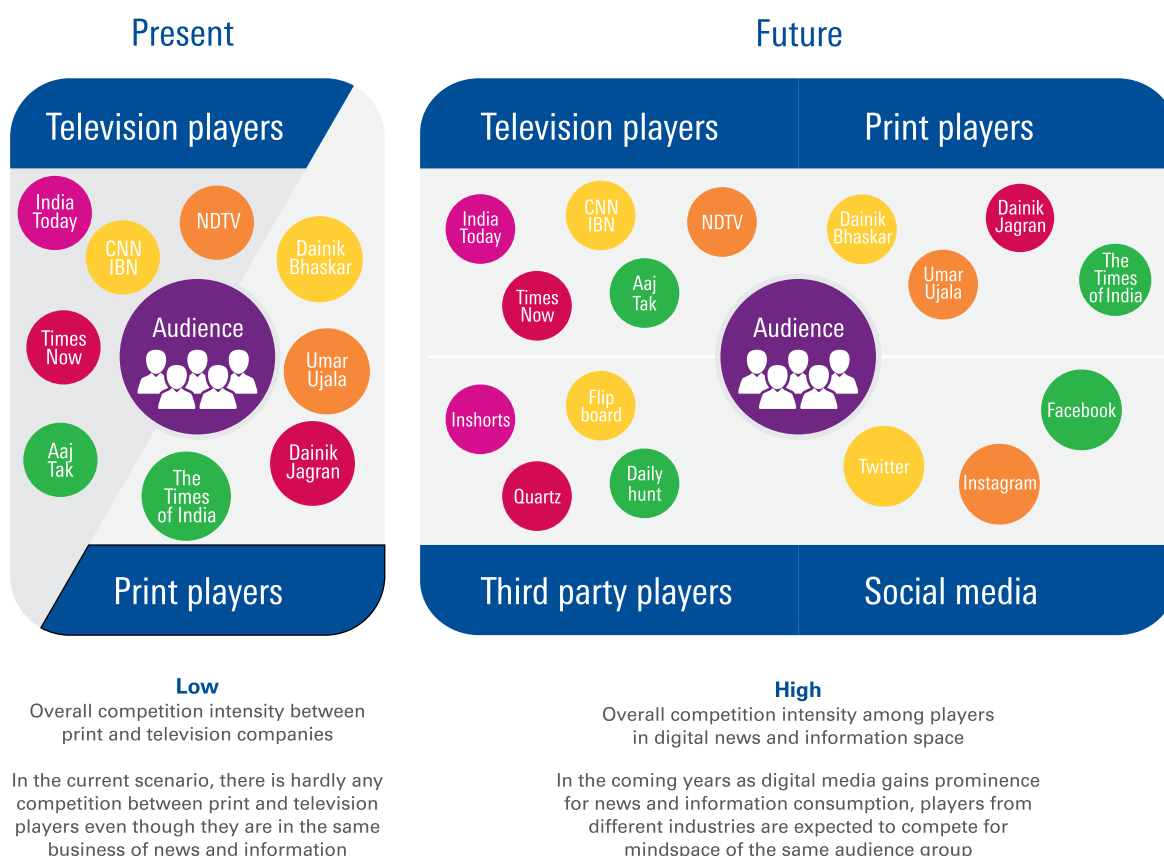 Present
Television players
India
Today
CNN
IBN
NDTV
Dainik
Bhaskar
Times
Now
Audience
Umar
Ujala
Aaj
Tak
The
Times
of India
Dainik
Jagran
Print players
Low
Overall competition intensity between
print and television companies
In the current scenario, there is hardly any
competition between print and television
players even though they are in the same
business of news and information
Future
Television players
Print players
India
Today
CNN
IBN
NDTV
Times
Now
Aaj
Tak
Dainik
Bhaskar
Umar
Ujala
Dainik
Jagran
The
Times
of India
Audience
Inshorts
Flip
board
Quartz
Daily
hunt
Twitter
Instagram
Facebook
Third party players
Social media
High
Overall competition intensity among players
in digital news and information space
In the coming years as digital media gains prominence
for news and information consumption, players from
different industries are expected to compete for
mindspace of the same audience group